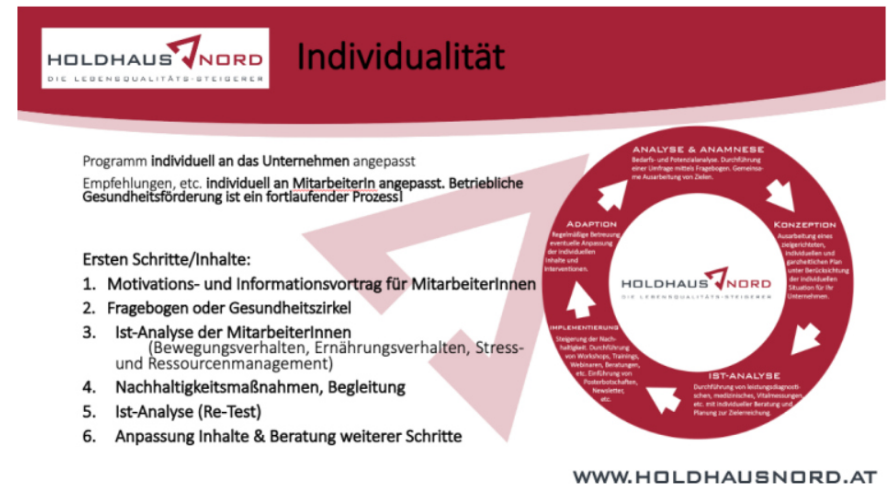 HOLDHAUS NORD
DIE LEBENSQUALITÄTS-STEIGERER
Individualität
Programm individuell an das Unternehmen angepasst
Empfehlungen, etc. individuell an MitarbeiterIn angepasst. Betriebliche
Gesundheitsförderung ist ein fortlaufender Prozess!
Ersten Schritte/Inhalte:
1. Motivations- und Informationsvortrag für MitarbeiterInnen
2. Fragebogen oder Gesundheitszirkel
3. Ist-Analyse der MitarbeiterInnen
(Bewegungsverhalten, Ernährungsverhalten, Stress-
und Ressourcenmanagement)
4. Nachhaltigkeitsmaßnahmen, Begleitung
5. Ist-Analyse (Re-Test)
6. Anpassung Inhalte & Beratung weiterer Schritte
ANALYSE & ANAMNESE
Bedarfs- und Potenzialanalyse. Durchführung
einer Umfrage mittels Fragebogen. Gemeinsa-
me Ausarbeitung von Zielen.
KONZEPTION
Ausarbeitung eines
zielgerichteten,
individuellen und
ganzheitlichen Plan
unter Berücksichtung
der individuellen
Situation für Ihr
Unternehmen.
IST-ANALYSE
Durchführung von leistungsdiagnosti-
schen, medizinisches, Vitalmessungen,
etc. mit individueller Beratung und
Planung zur Zielerreichung.
IMPLEMENTIERUNG
Steigerung der Nach-
haltigkeit. Durchführung
von Workshops, Trainings,
Webinaren, Beratungen,
etc. Einführung von
Posterbotschaften,
Newsletter,
etc.
ADAPTION
Regelmäßige Betreuung
eventuelle Anpassung
der individuellen
Inhalte und
Interventionen.
HOLDHAUS NORD
DIE LEBENSQUALITÄTS-STEIGERER
WWW.HOLDHAUSNORD.AT